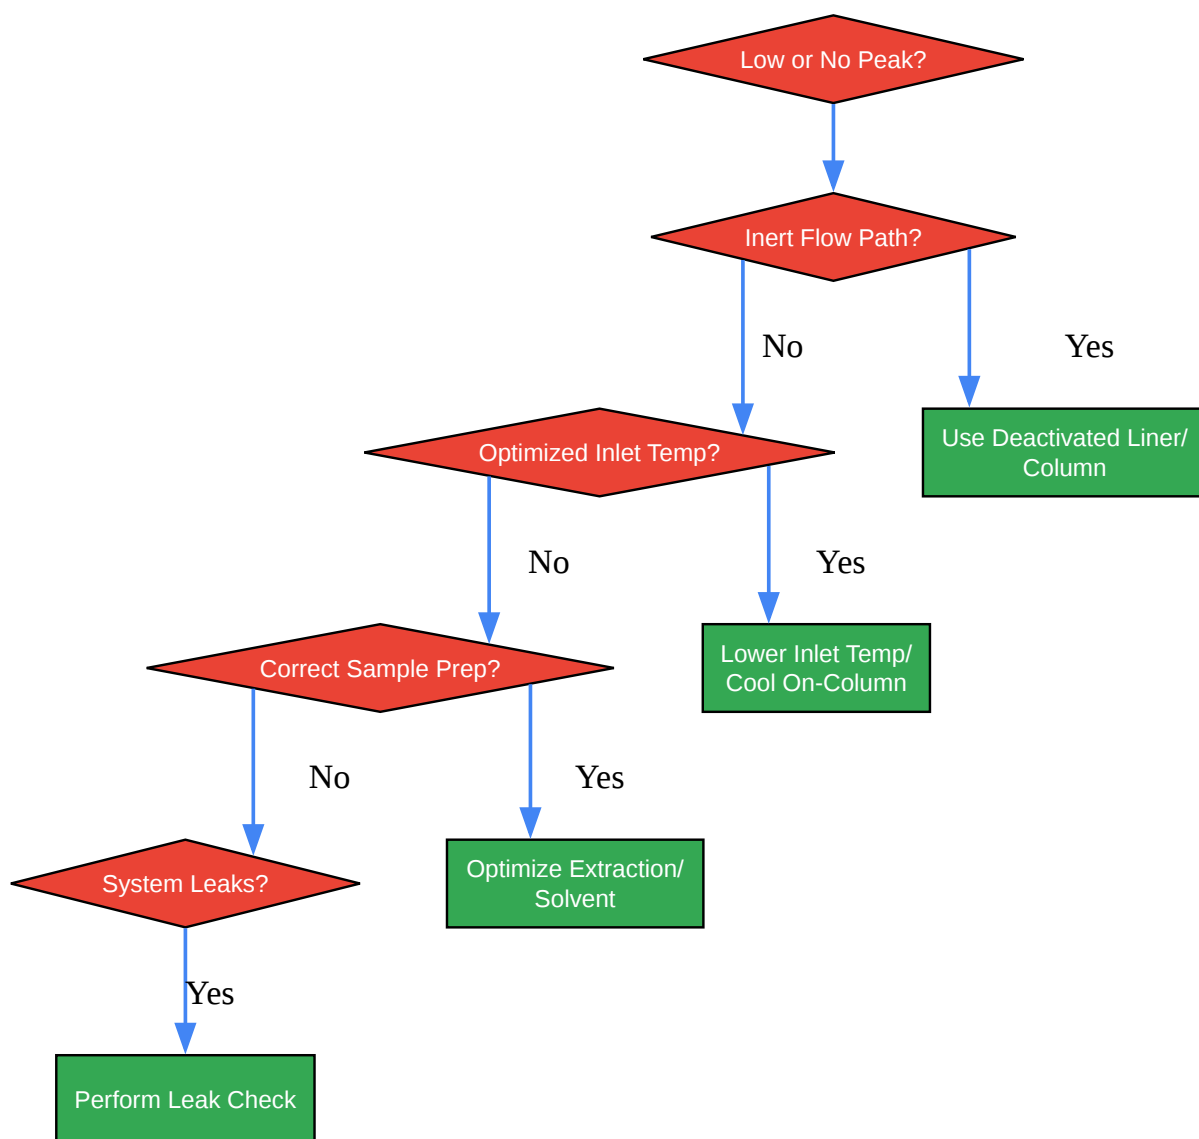 Low or No Peak?
Inert Flow Path?
No
Yes
Use Deactivated Liner/
Column
Optimized Inlet Temp?
No
Yes
Lower Inlet Temp/
Cool On-Column
Correct Sample Prep?
No
Yes
Optimize Extraction/
Solvent
System Leaks?
Yes
Perform Leak Check